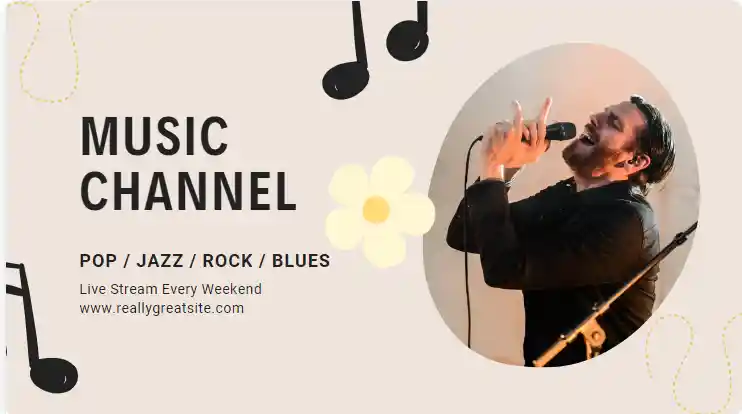 MUSIC
CHANNEL
POP / JAZZ / ROCK / BLUES
Live Stream Every Weekend
www.reallygreatsite.com